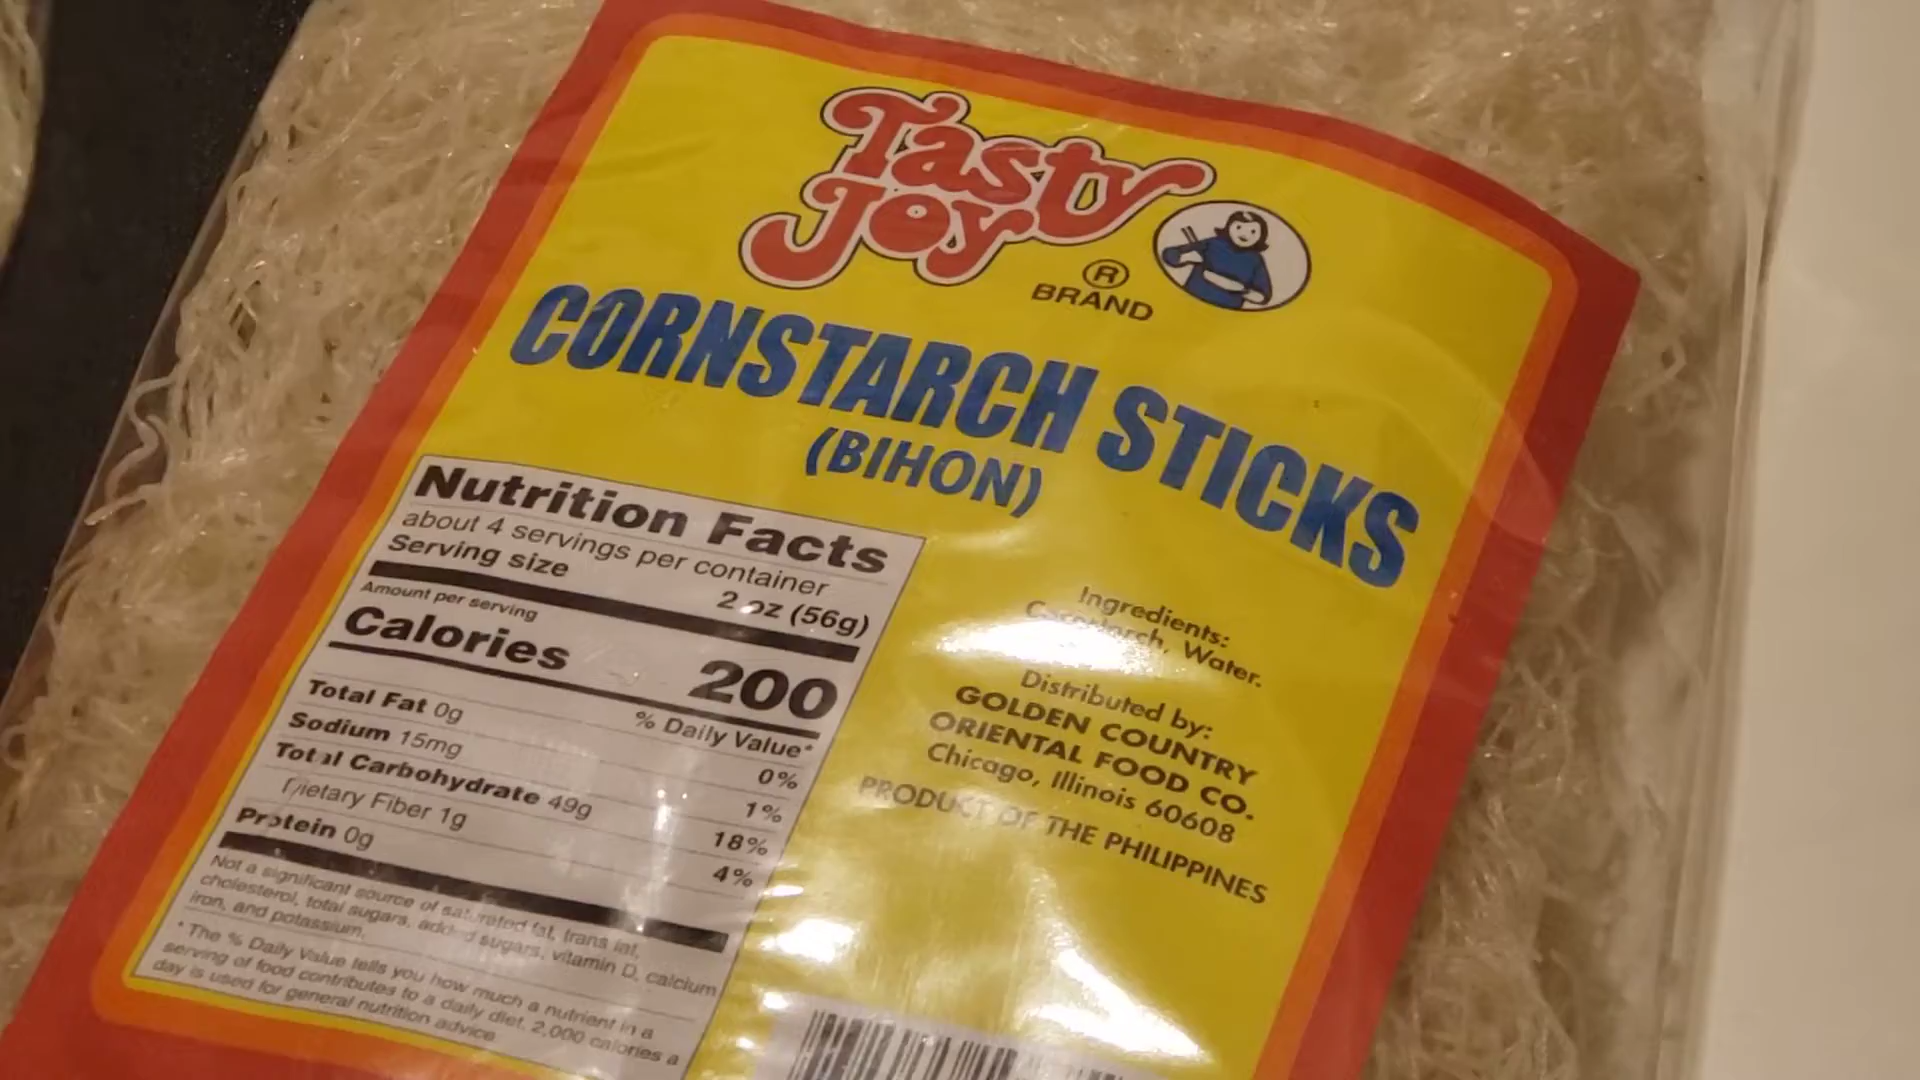 Tasty
Joy
®
BRAND
CORNSTARCH STICKS
(BIHON)
Nutrition Facts
about 4 servings per container
Serving size 2 oz (56g)
Amount per serving
Calories 200
% Daily Value*
Total Fat 0g 0%
Sodium 15mg 1%
Total Carbohydrate 49g 18%
Dietary Fiber 1g 4%
Protein 0g
Not a significant source of saturated fat, trans fat,
cholesterol, total sugars, added sugars, vitamin D, calcium
iron, and potassium.
* The % Daily Value tells you how much a nutrient in a
serving of food contributes to a daily diet. 2,000 calories a
day is used for general nutrition advice.
Ingredients:
Cornstarch, Water.
Distributed by:
GOLDEN COUNTRY
ORIENTAL FOOD CO.
Chicago, Illinois 60608
PRODUCT OF THE PHILIPPINES